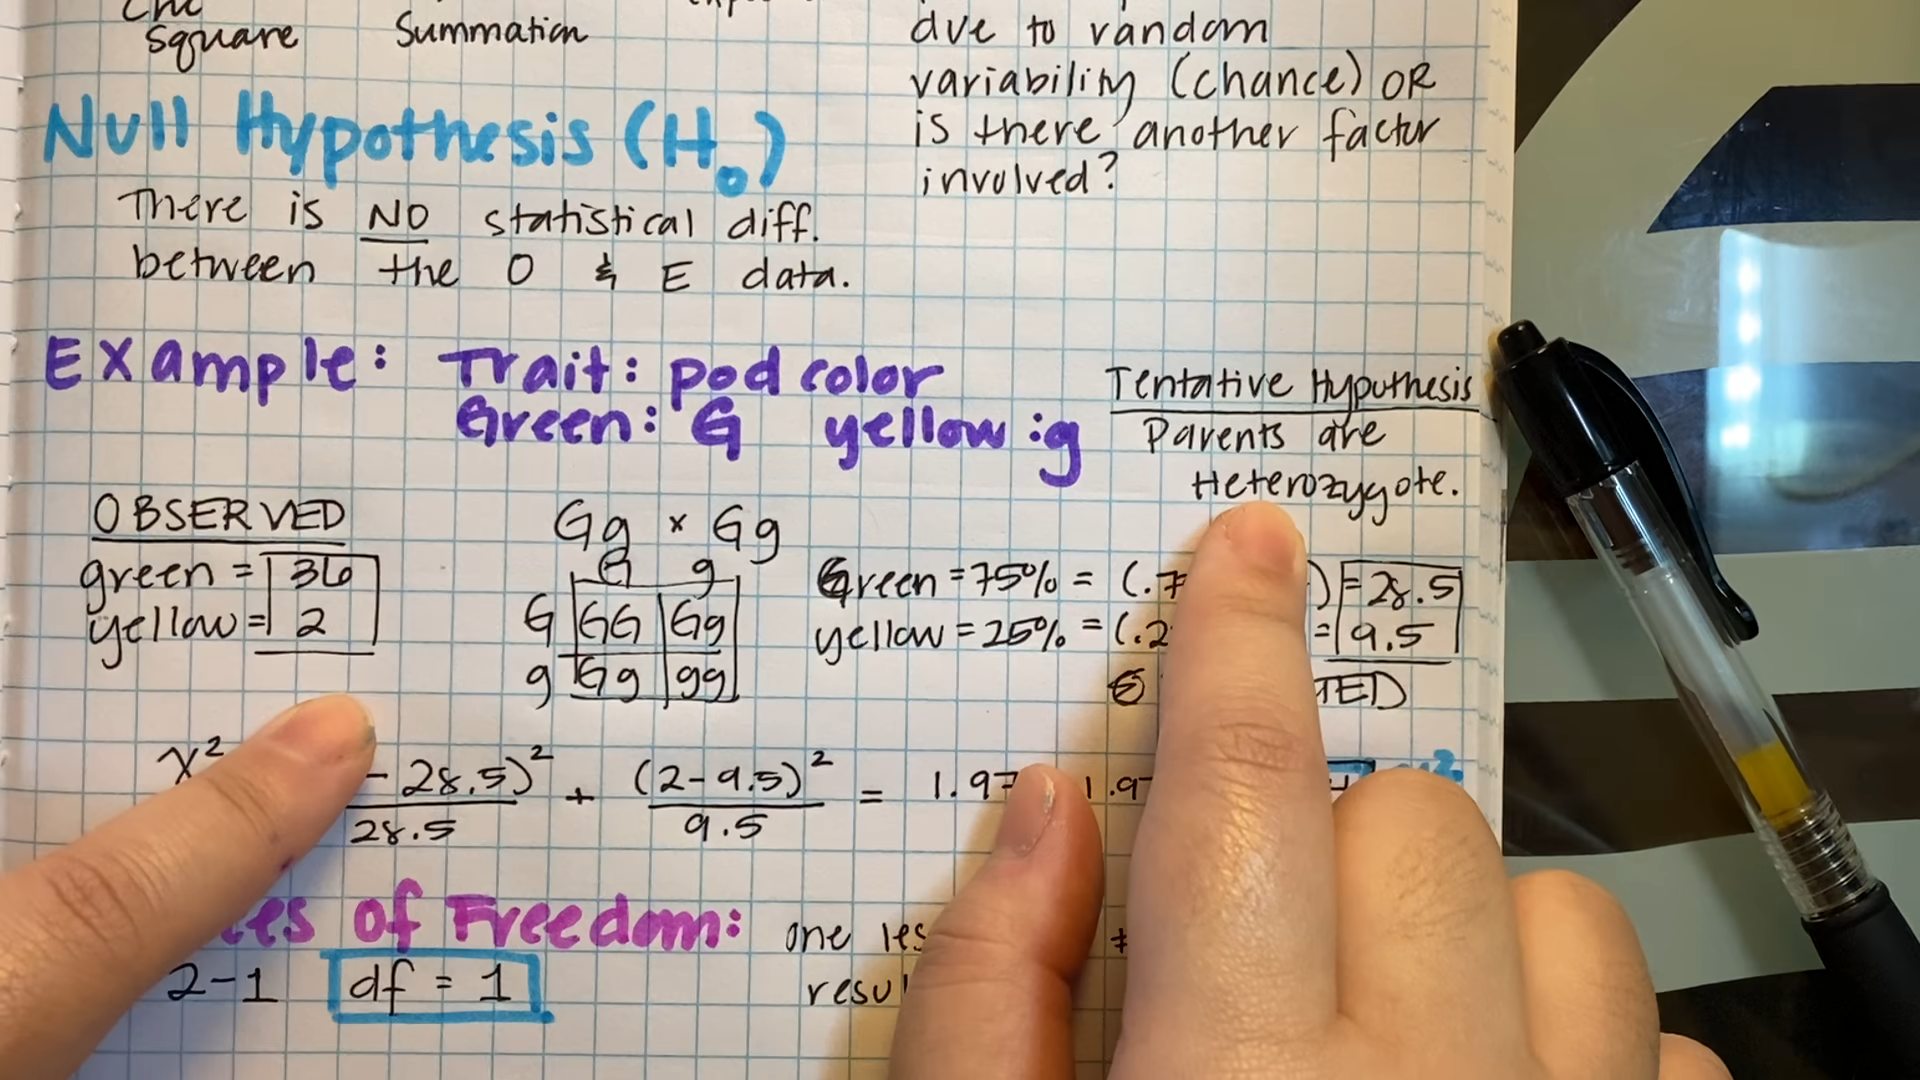 Square Summation
due to random
variability (chance) OR
is there another factor
involved?
Null Hypothesis (H₀)
There is NO statistical diff.
between the O & E data.
Example: Trait: pod color
Green: G yellow : g
Tentative Hypothesis
Parents are
Heterozygote.
OBSERVED
green = 36
yellow = 2
Gg × Gg
G g
G GG Gg
g Gg gg
Green = 75% = (.7 ) = 28.5
yellow = 25% = (.2 = 9.5
χ² - 28.5)² / 28.5 + (2-9.5)² / 9.5 = 1.97 1.97
of Freedom: one
2-1 df = 1